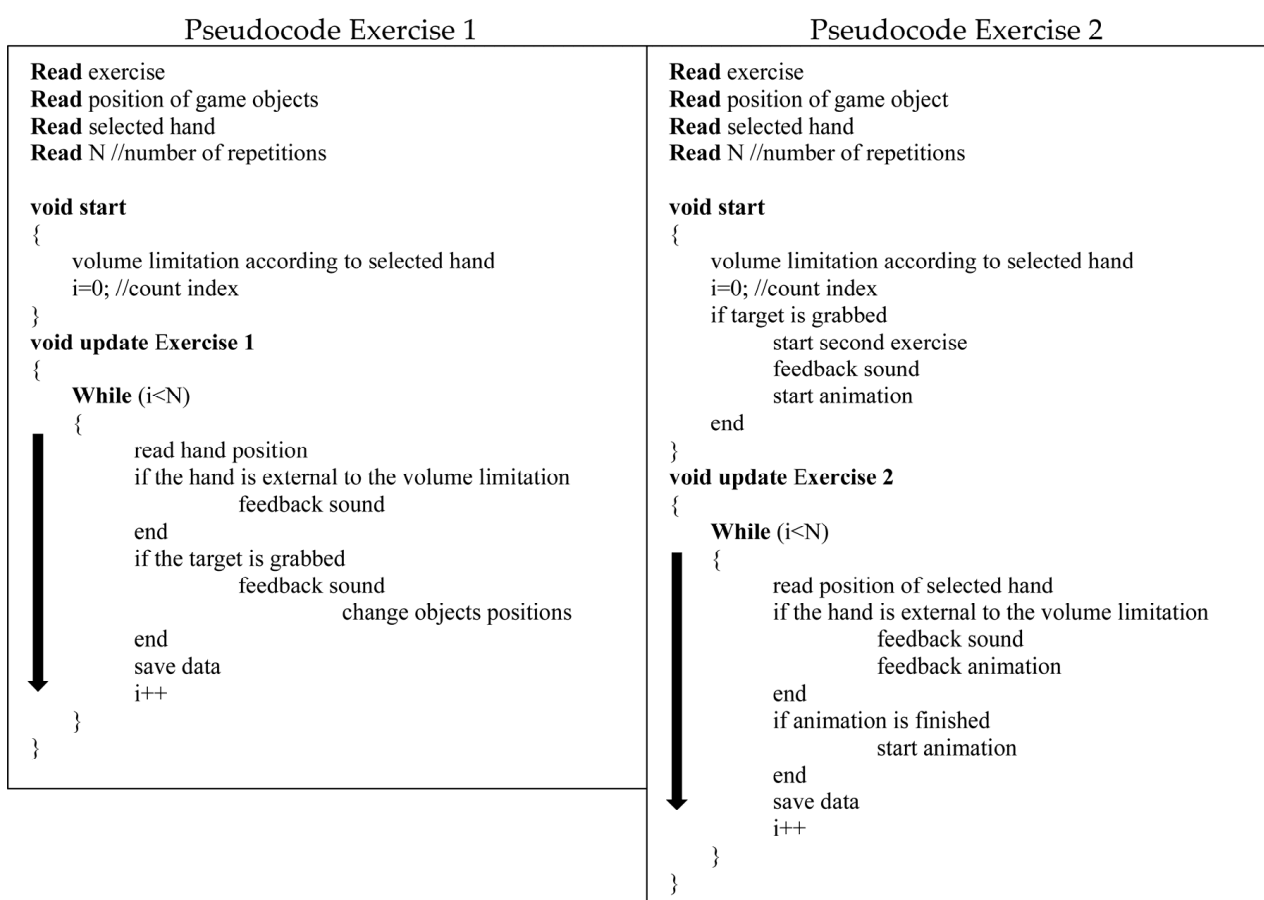 Pseudocode Exercise 1
Read exercise
Read position of game objects
Read selected hand
Read N //number of repetitions
void start
{
volume limitation according to selected hand
i=0; //count index
}
void update Exercise 1
{
While (i<N)
{
read hand position
if the hand is external to the volume limitation
feedback sound
end
if the target is grabbed
feedback sound
change objects positions
end
save data
i++
}
}
Pseudocode Exercise 2
Read exercise
Read position of game object
Read selected hand
Read N //number of repetitions
void start
{
volume limitation according to selected hand
i=0; //count index
if target is grabbed
start second exercise
feedback sound
start animation
end
}
void update Exercise 2
{
While (i<N)
{
read position of selected hand
if the hand is external to the volume limitation
feedback sound
feedback animation
end
if animation is finished
start animation
end
save data
i++
}
}